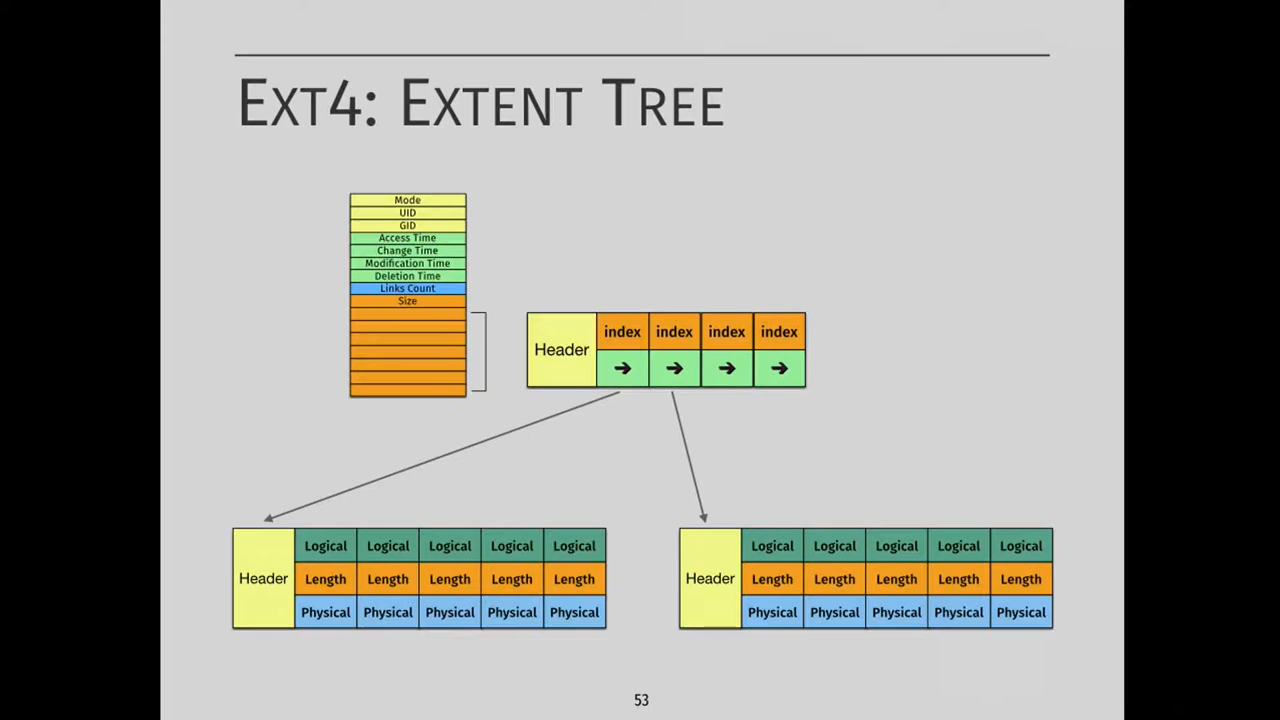 EXT4: EXTENT TREE
Mode
UID
GID
Access Time
Change Time
Modification Time
Deletion Time
Links Count
Size
Header index index index index
➔ ➔ ➔ ➔
Header
Logical Logical Logical Logical Logical
Length Length Length Length Length
Physical Physical Physical Physical Physical
Header
Logical Logical Logical Logical Logical
Length Length Length Length Length
Physical Physical Physical Physical Physical
53